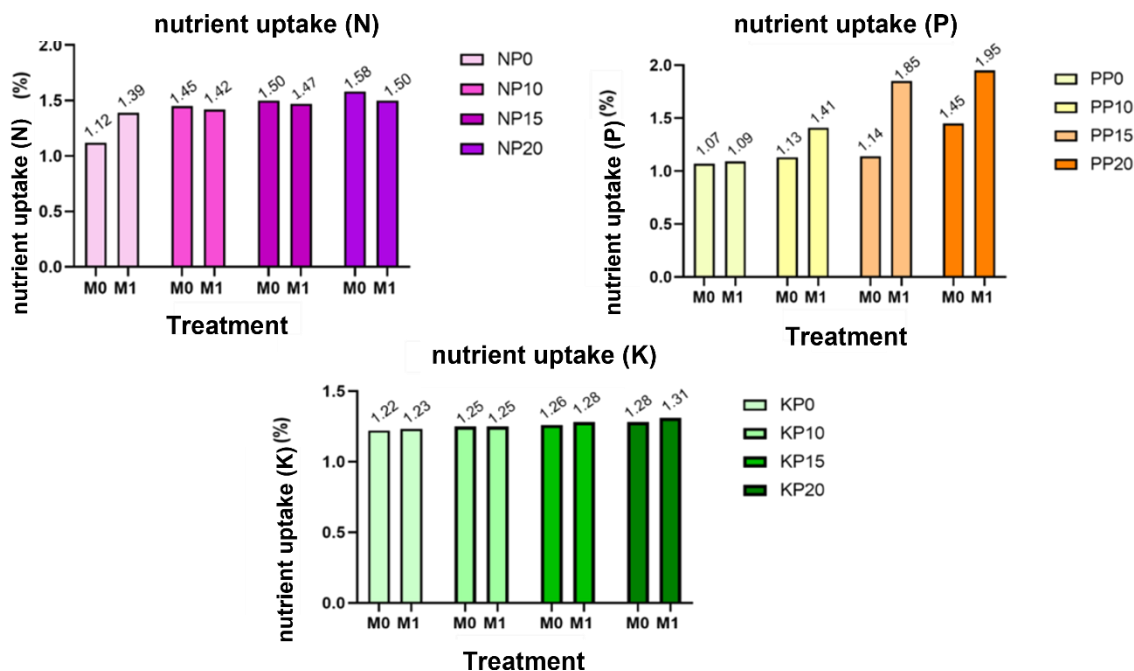 nutrient uptake (N)
nutrient uptake (N) (%)
2.0
1.5
1.0
0.5
0.0
1.12
1.39
1.45
1.42
1.50
1.47
1.58
1.50
M0 M1 M0 M1 M0 M1 M0 M1
Treatment
NP0
NP10
NP15
NP20
nutrient uptake (P)
nutrient uptake (P) (%)
2.0
1.5
1.0
0.5
0.0
1.07
1.09
1.13
1.41
1.14
1.85
1.45
1.95
M0 M1 M0 M1 M0 M1 M0 M1
Treatment
PP0
PP10
PP15
PP20
nutrient uptake (K)
nutrient uptake (K) (%)
1.5
1.0
0.5
0.0
1.22
1.23
1.25
1.25
1.26
1.28
1.28
1.31
M0 M1 M0 M1 M0 M1 M0 M1
Treatment
KP0
KP10
KP15
KP20